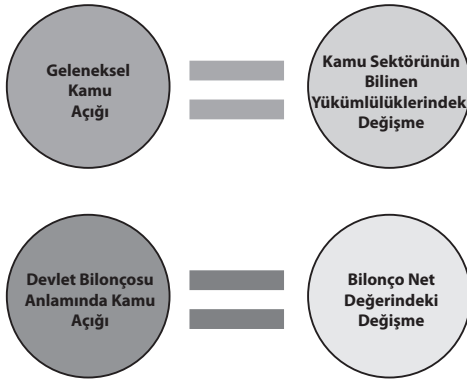 Geleneksel
Kamu
Açığı
Kamu Sektörünün
Bilinen
Yükümlülüklerindek
Değişme
Devlet Bilonçosu
Anlamında Kamu
Açığı
Bilonço Net
Değerindeki
Değişme